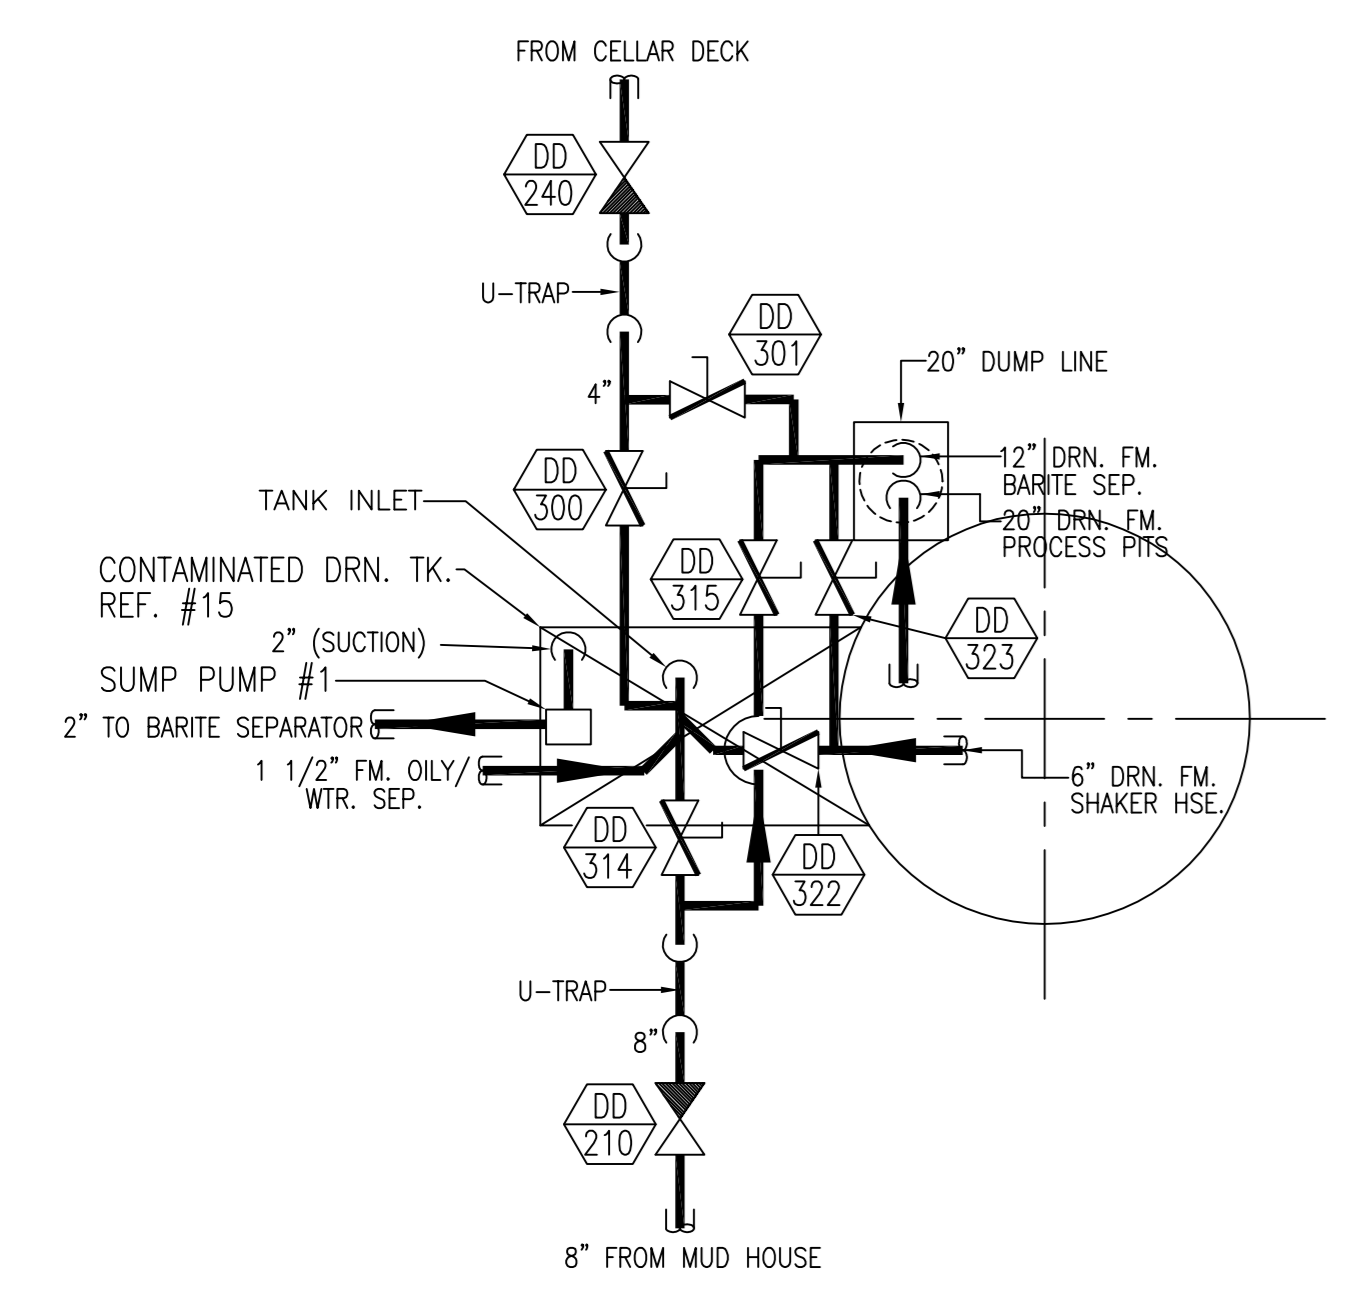 FROM CELLAR DECK
DD
240
U-TRAP
DD
301
20" DUMP LINE
4"
12" DRN. FM.
BARITE SEP.
DD
300
TANK INLET
20" DRN. FM.
PROCESS PITS
CONTAMINATED DRN. TK.
REF. #15
DD
315
DD
323
2" (SUCTION)
SUMP PUMP #1
2" TO BARITE SEPARATOR
1 1/2" FM. OILY/
WTR. SEP.
6" DRN. FM.
SHAKER HSE.
DD
314
DD
322
U-TRAP
8"
DD
210
8" FROM MUD HOUSE